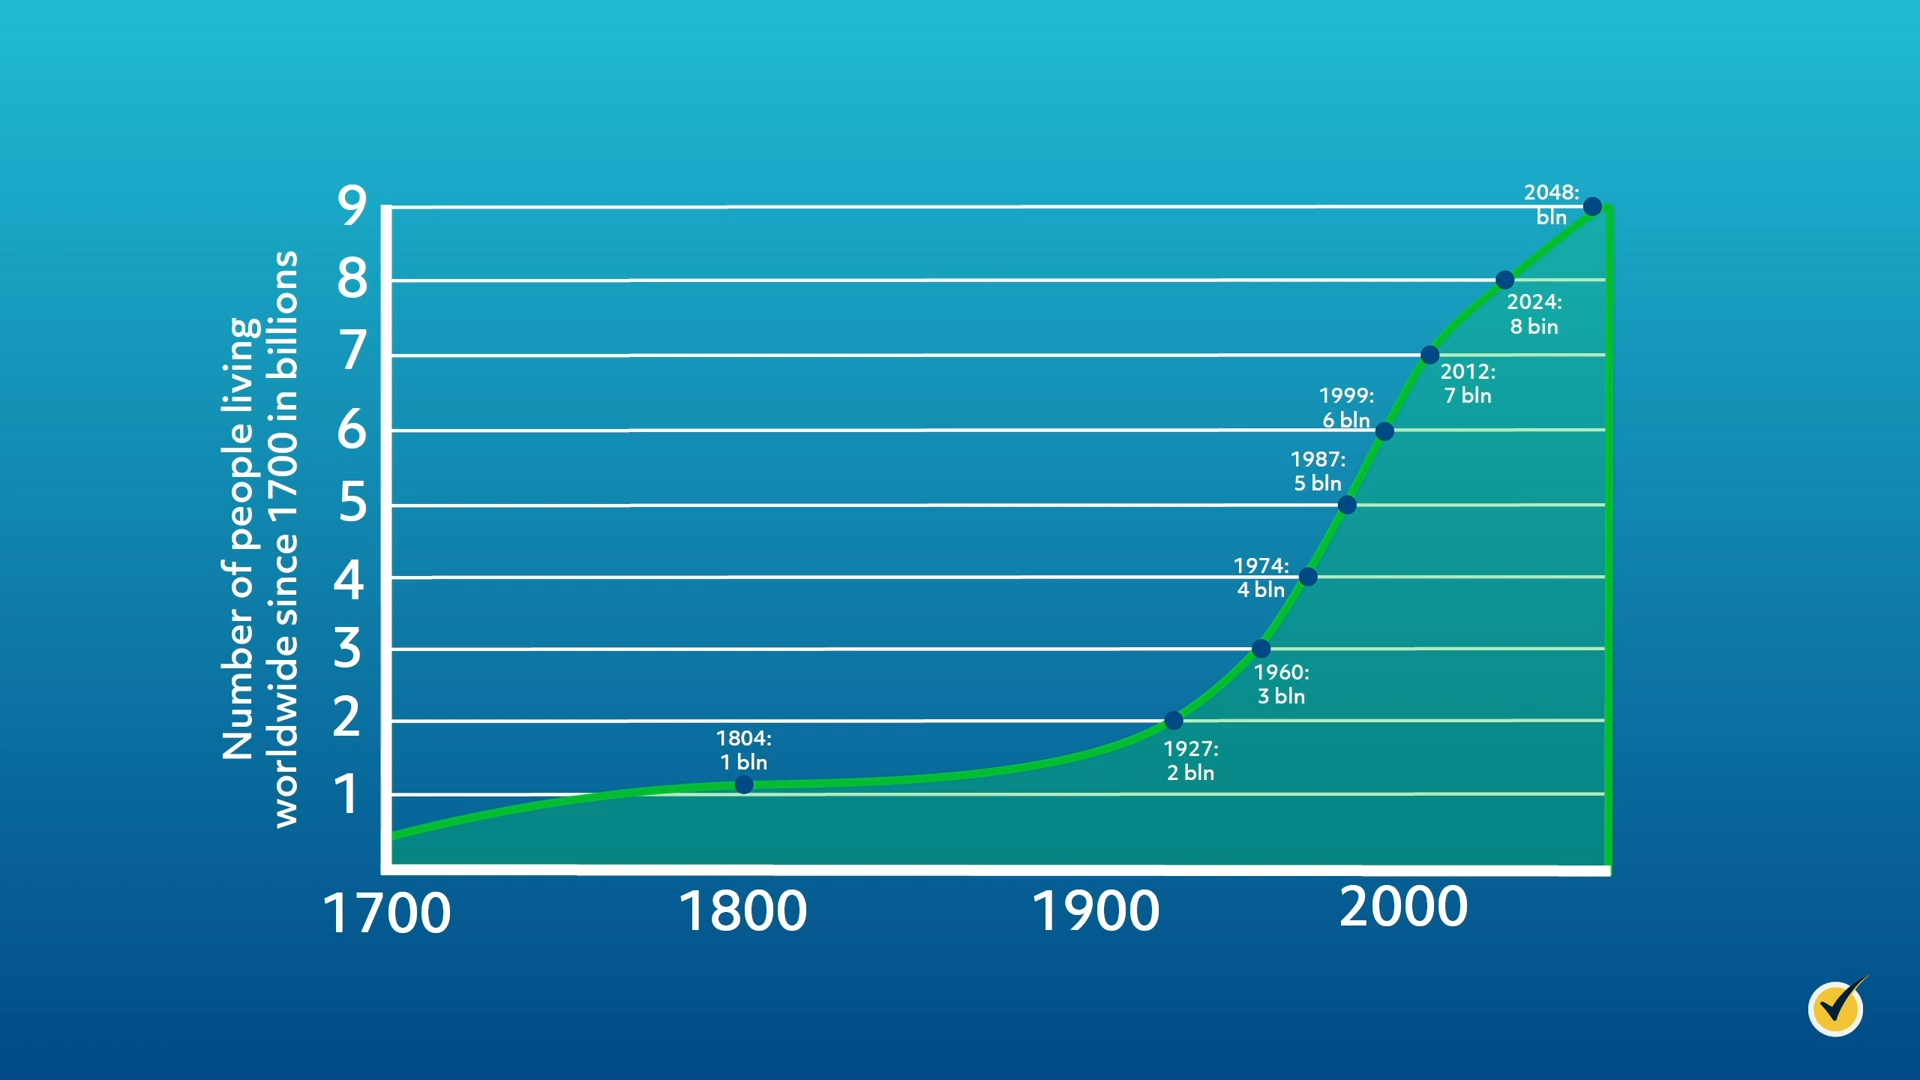 Number of people living
worldwide since 1700 in billions
9
8
7
6
5
4
3
2
1
1700
1800
1900
2000
1804:
1 bln
1927:
2 bln
1960:
3 bln
1974:
4 bln
1987:
5 bln
1999:
6 bln
2012:
7 bln
2024:
8 bin
2048:
bln